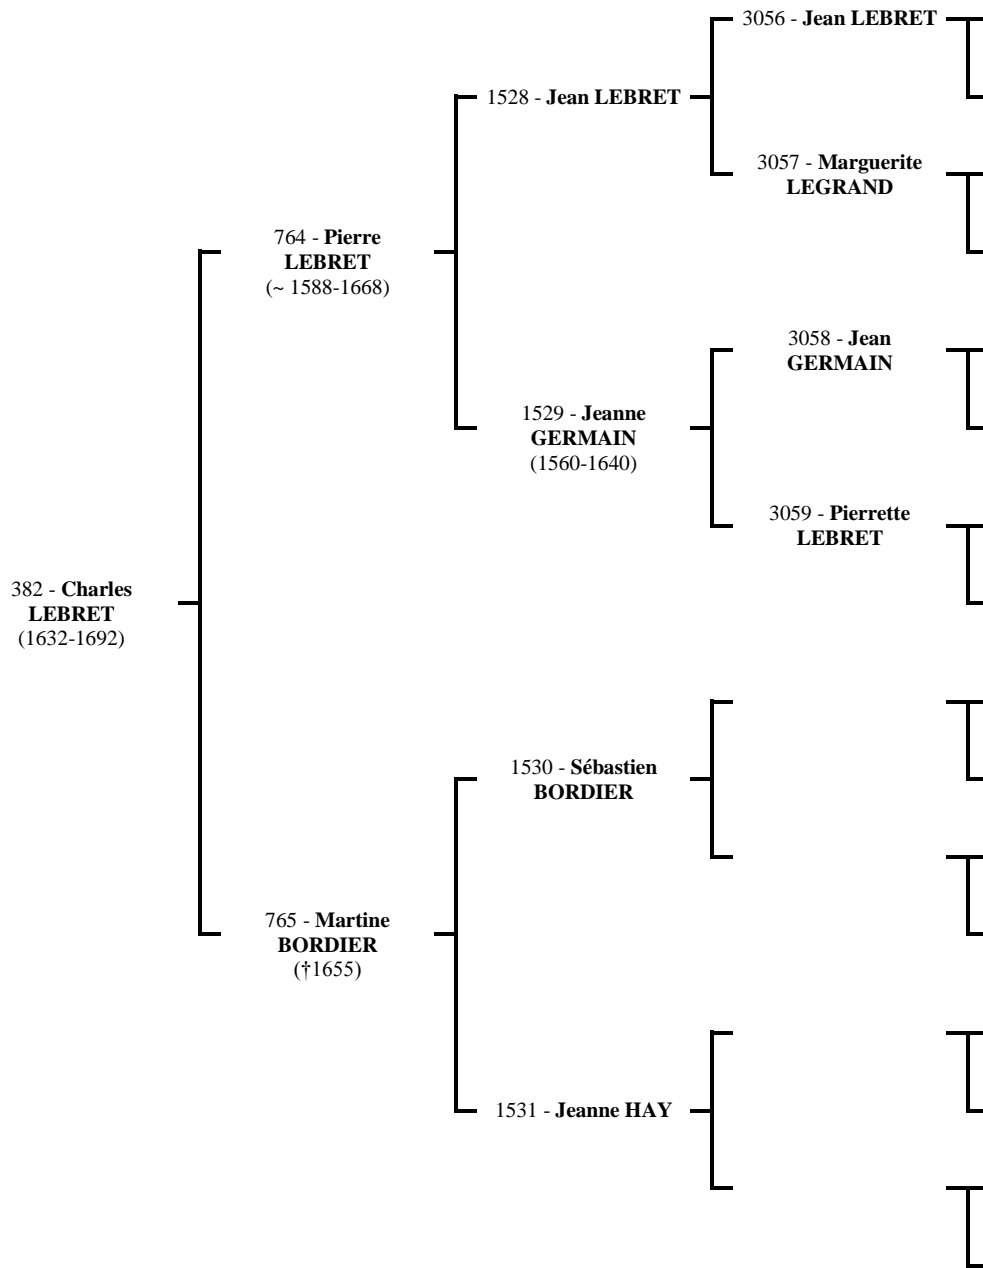 3056 - Jean LEBRET
1528 - Jean LEBRET
3057 - Marguerite
LEGRAND
764 - Pierre
LEBRET
(~ 1588-1668)
3058 - Jean
GERMAIN
1529 - Jeanne
GERMAIN
(1560-1640)
3059 - Pierrette
LEBRET
382 - Charles
LEBRET
(1632-1692)
1530 - Sébastien
BORDIER
765 - Martine
BORDIER
(†1655)
1531 - Jeanne HAY